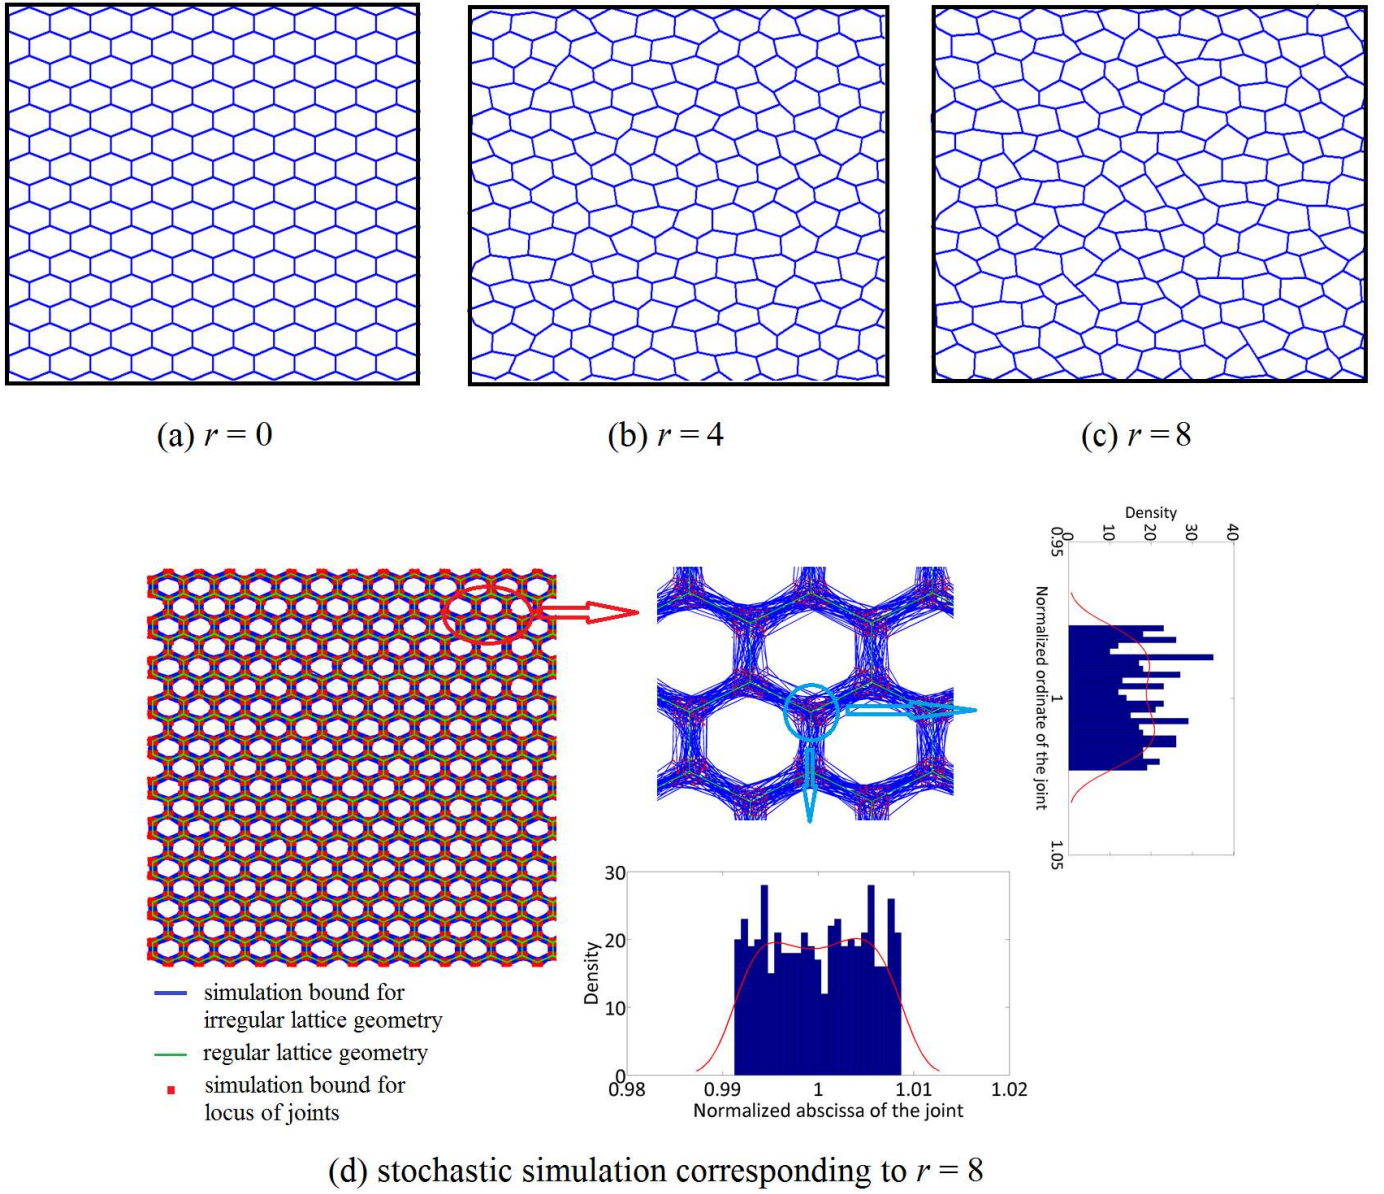 (a) r = 0
(b) r = 4
(c) r = 8
Density
0 10 20 30 40
0.95
1
1.05
Normalized ordinate of the joint
30
20
10
0
Density
0.98 0.99 1 1.01 1.02
Normalized abscissa of the joint
simulation bound for
irregular lattice geometry
regular lattice geometry
simulation bound for
locus of joints
(d) stochastic simulation corresponding to r = 8